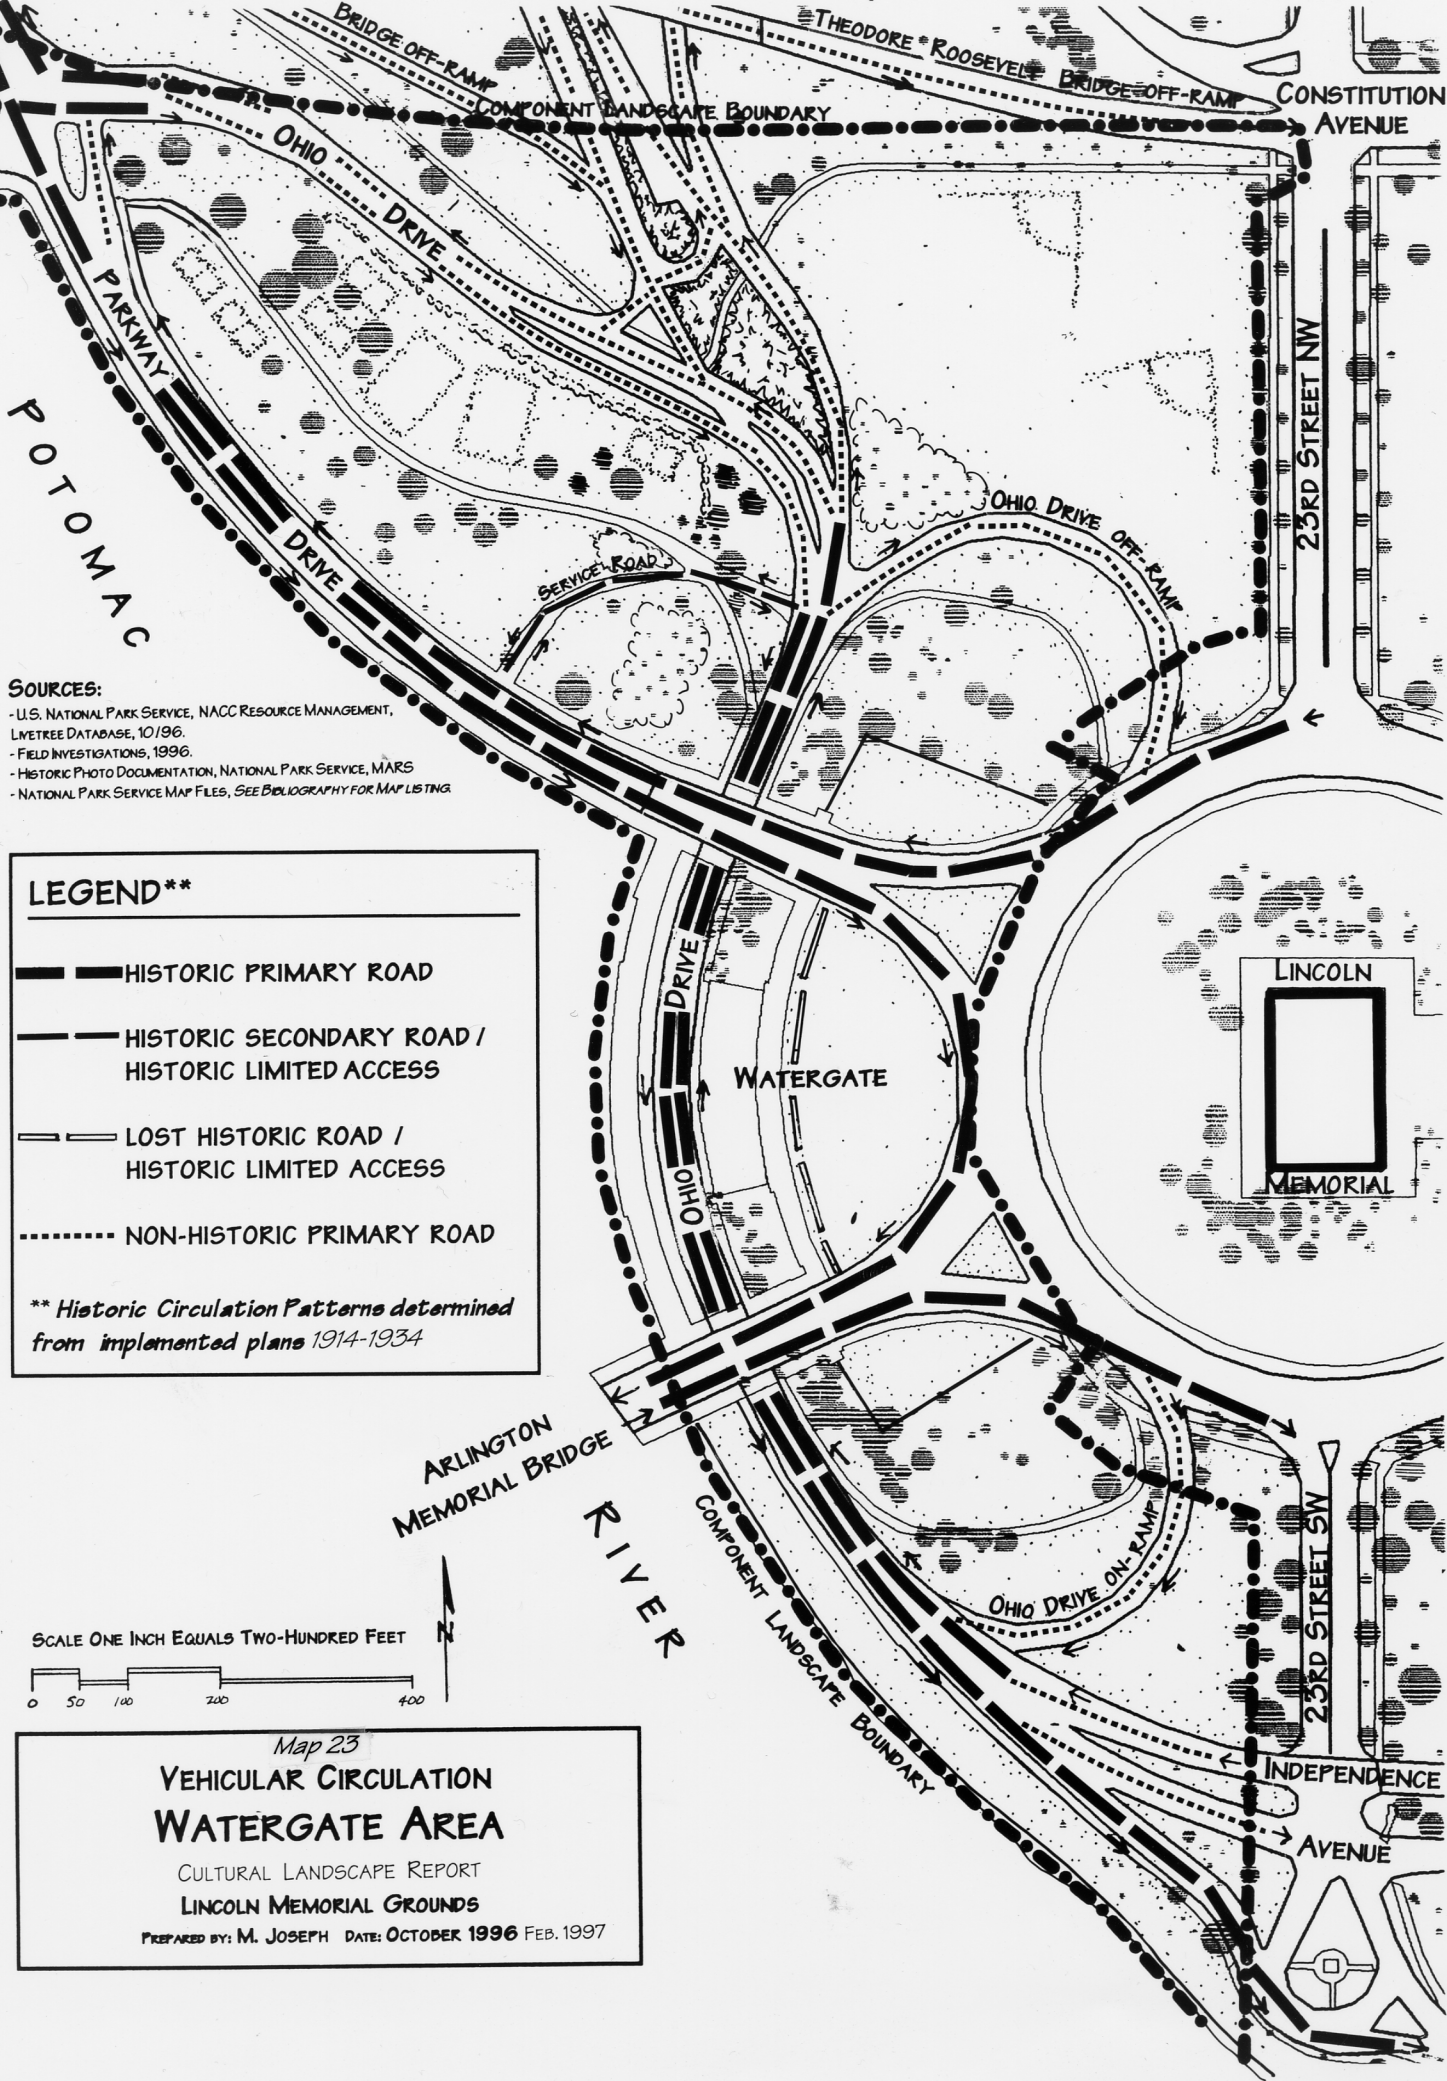 BRIDGE OFF-RAMP
THEODORE ROOSEVELT BRIDGE OFF-RAMP
COMPONENT LANDSCAPE BOUNDARY
CONSTITUTION
AVENUE
OHIO DRIVE
PARKWAY DRIVE
23RD STREET NW
POTOMAC
OHIO DRIVE OFF-RAMP
SERVICE ROAD
SOURCES:
- U.S. NATIONAL PARK SERVICE, NACC RESOURCE MANAGEMENT,
LIVETREE DATABASE, 10/96.
- FIELD INVESTIGATIONS, 1996.
- HISTORIC PHOTO DOCUMENTATION, NATIONAL PARK SERVICE, MARS
- NATIONAL PARK SERVICE MAP FILES, SEE BIBLIOGRAPHY FOR MAP LISTING.
LEGEND**
HISTORIC PRIMARY ROAD
HISTORIC SECONDARY ROAD /
HISTORIC LIMITED ACCESS
LOST HISTORIC ROAD /
HISTORIC LIMITED ACCESS
NON-HISTORIC PRIMARY ROAD
** Historic Circulation Patterns determined
from implemented plans 1914-1934
OHIO DRIVE
WATERGATE
LINCOLN
MEMORIAL
ARLINGTON
MEMORIAL BRIDGE
RIVER
COMPONENT LANDSCAPE BOUNDARY
OHIO DRIVE ON-RAMP
23RD STREET SW
INDEPENDENCE
AVENUE
N
SCALE ONE INCH EQUALS TWO-HUNDRED FEET
0 50 100 200 400
Map 23
VEHICULAR CIRCULATION
WATERGATE AREA
CULTURAL LANDSCAPE REPORT
LINCOLN MEMORIAL GROUNDS
PREPARED BY: M. JOSEPH DATE: OCTOBER 1996 FEB. 1997